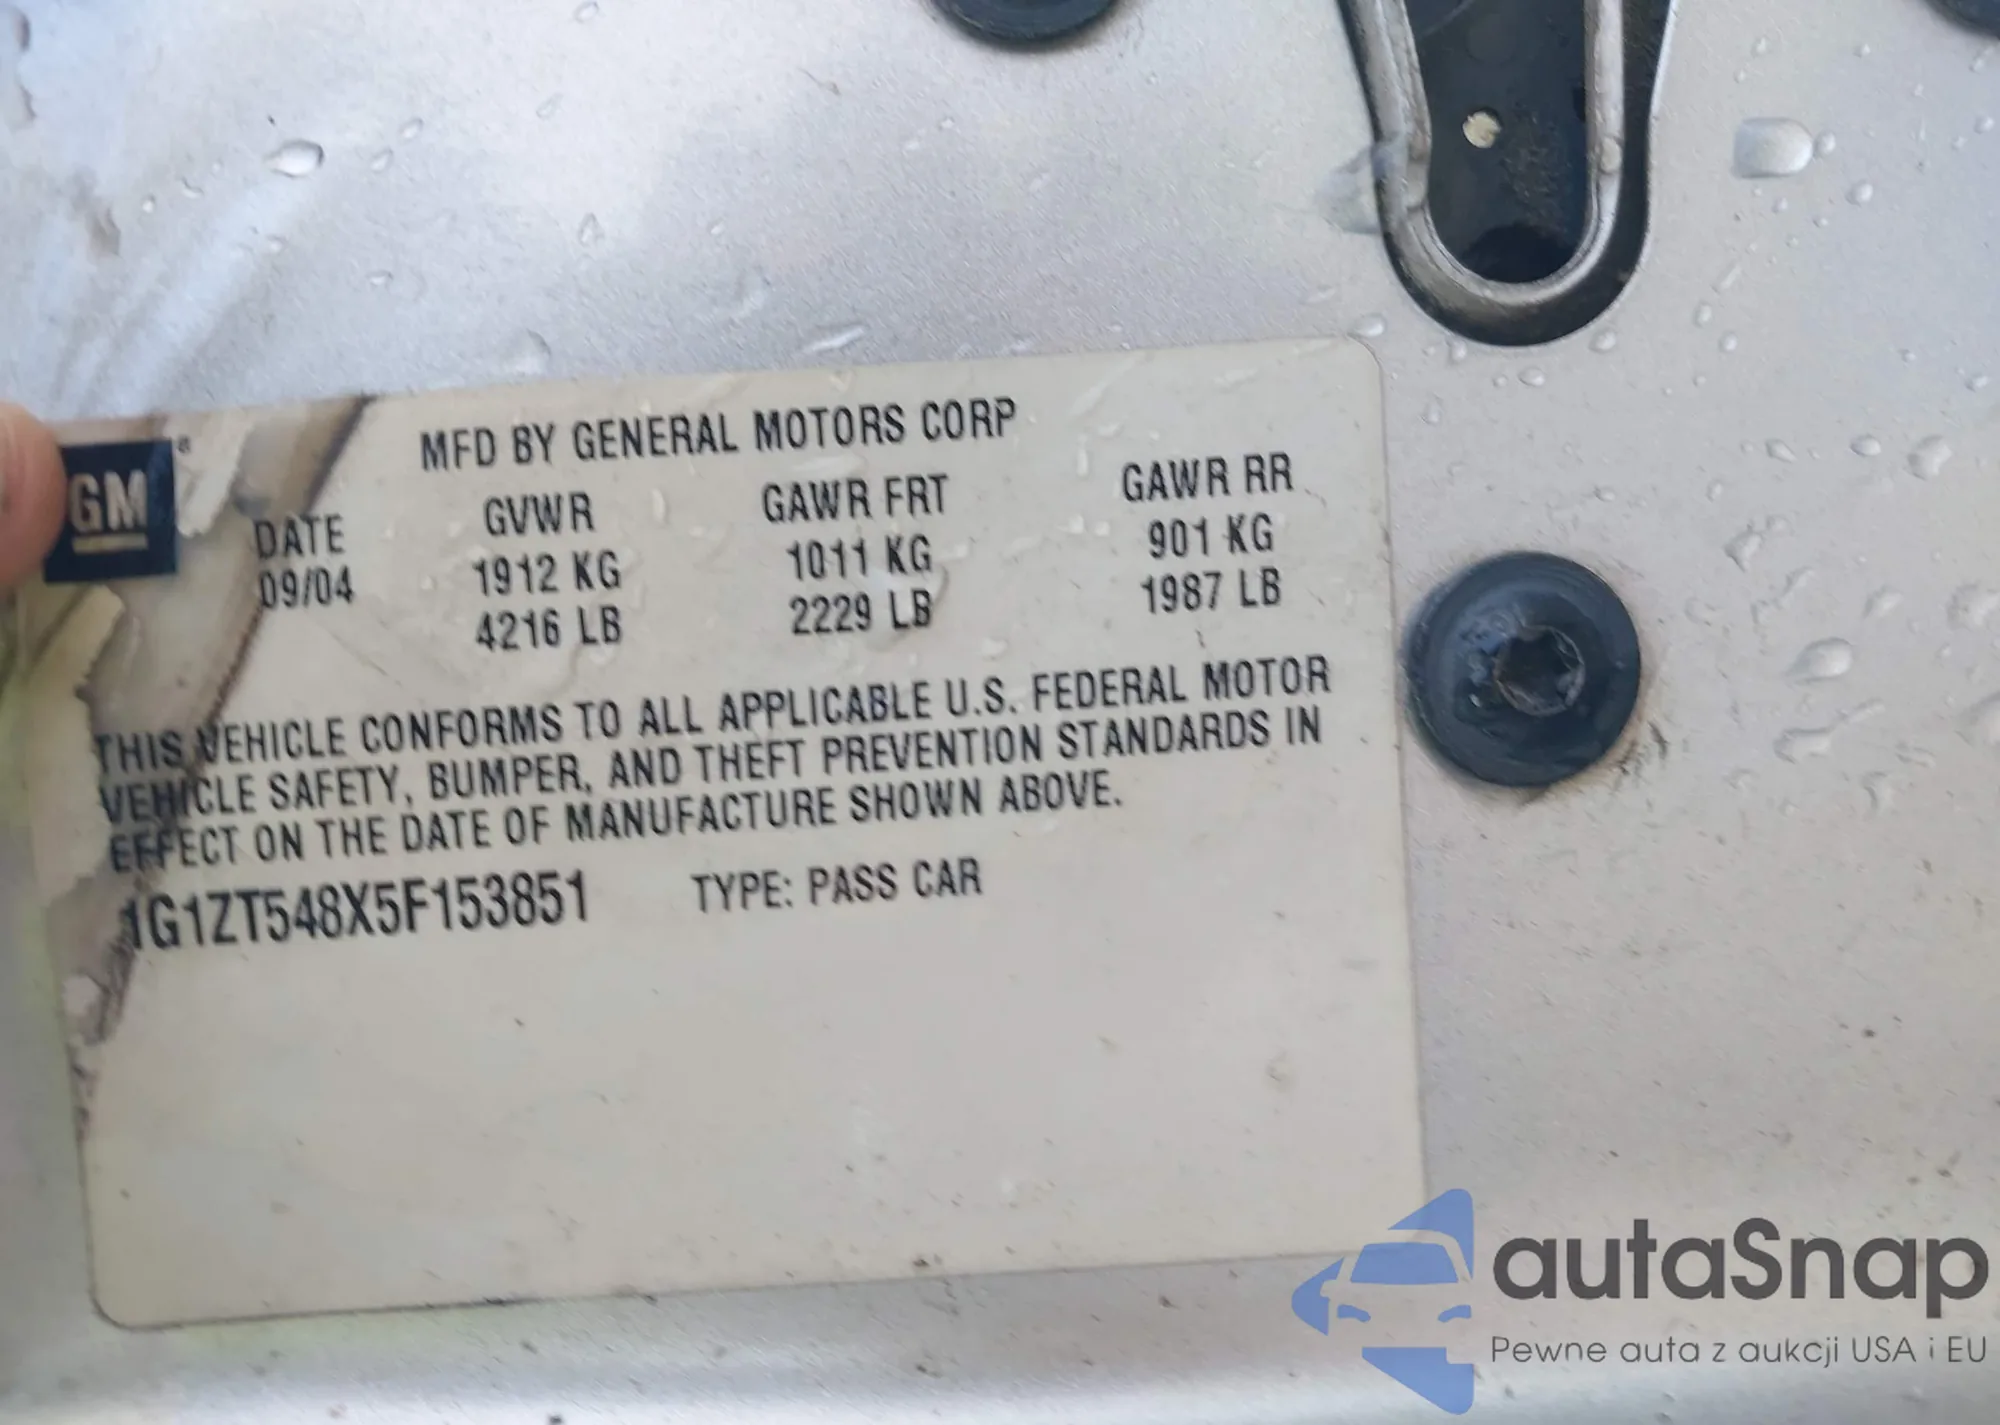 GM®
MFD BY GENERAL MOTORS CORP
DATE GVWR GAWR FRT GAWR RR
09/04 1912 KG 1011 KG 901 KG
4216 LB 2229 LB 1987 LB
THIS VEHICLE CONFORMS TO ALL APPLICABLE U.S. FEDERAL MOTOR
VEHICLE SAFETY, BUMPER, AND THEFT PREVENTION STANDARDS IN
EFFECT ON THE DATE OF MANUFACTURE SHOWN ABOVE.
1G1ZT548X5F153851 TYPE: PASS CAR
autaSnap
Pewne auta z aukcji USA i EU